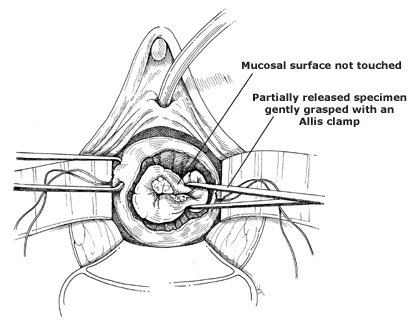 Mucosal surface not touched
Partially released specimen
gently grasped with an
Allis clamp